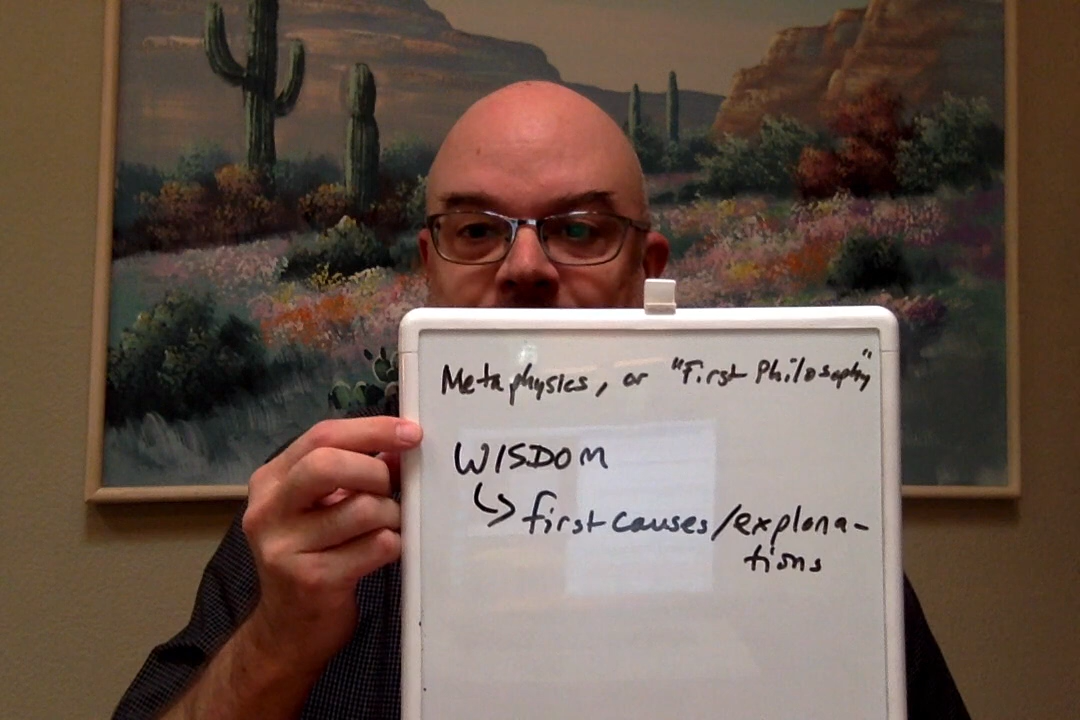 Metaphysics, or "First Philosophy"
WISDOM
↳ first causes/explana-
tions